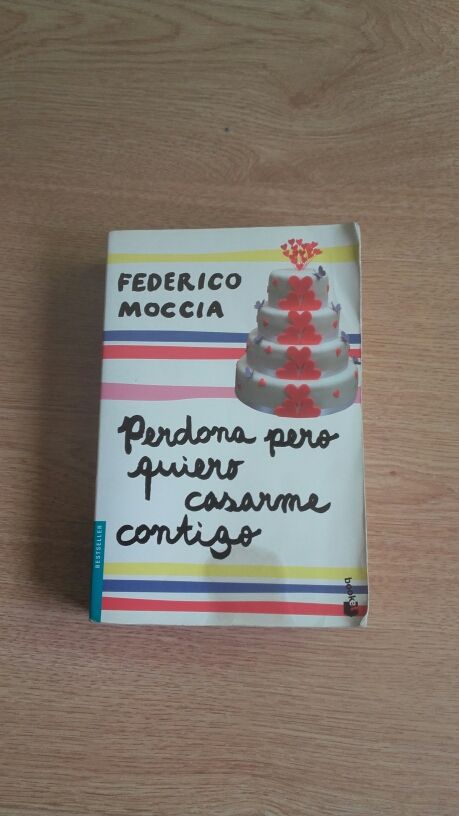 FEDERICO
MOCCIA
Perdona pero
quiero
casarme
contigo
BESTSELLER
booket